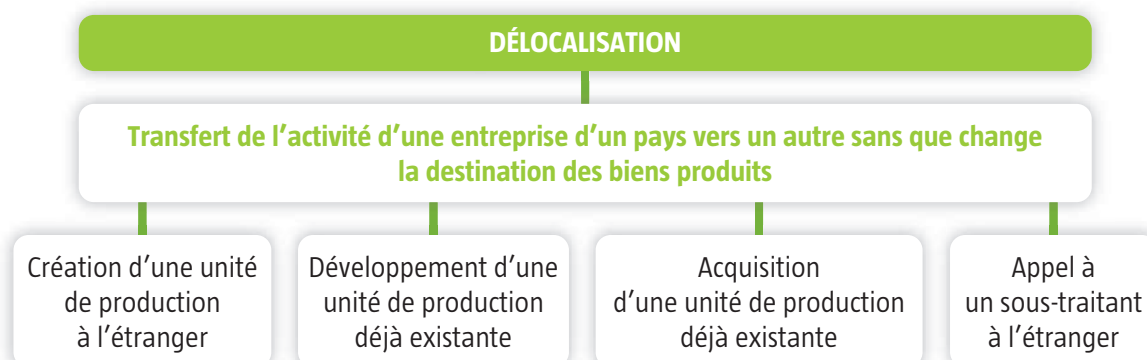 DÉLOCALISATION
Transfert de l’activité d’une entreprise d’un pays vers un autre sans que change
la destination des biens produits
Création d’une unité
de production
à l’étranger
Développement d’une
unité de production
déjà existante
Acquisition
d’une unité de production
déjà existante
Appel à
un sous-traitant
à l’étranger